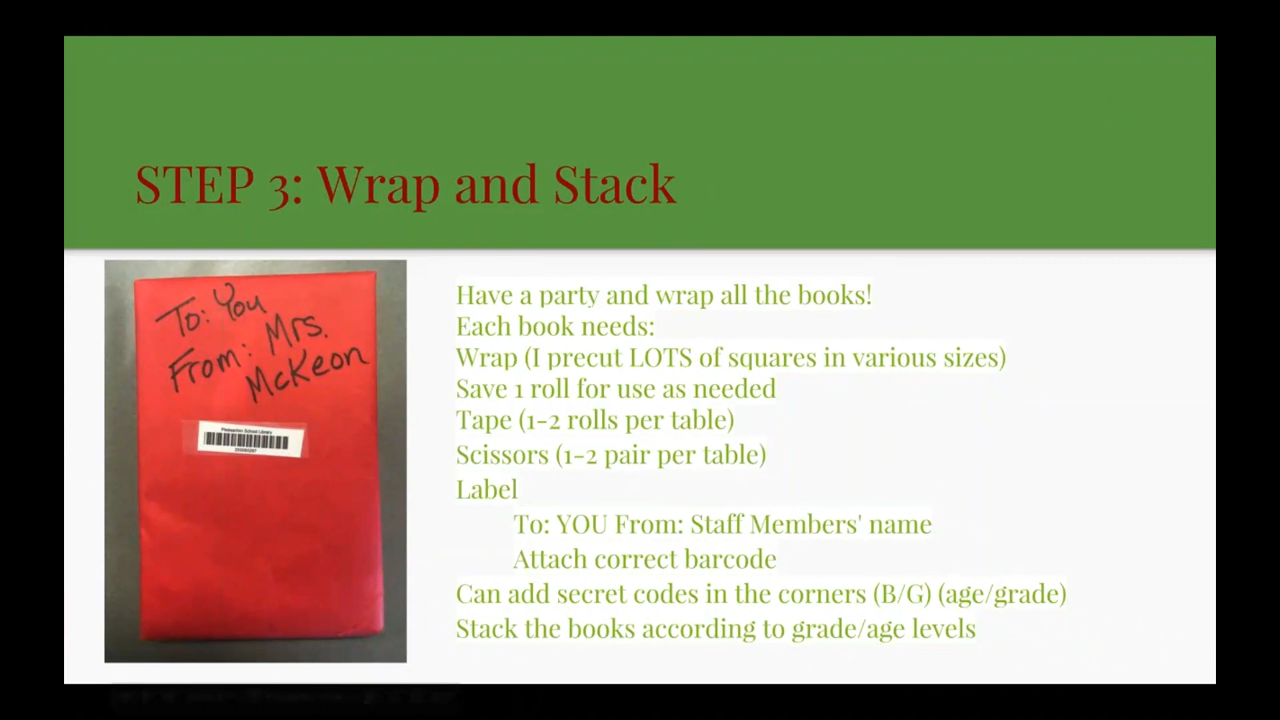 STEP 3: Wrap and Stack
To: You
From: Mrs.
McKeon
Pleasanton School Library
Have a party and wrap all the books!
Each book needs:
Wrap (I precut LOTS of squares in various sizes)
Save 1 roll for use as needed
Tape (1-2 rolls per table)
Scissors (1-2 pair per table)
Label
To: YOU From: Staff Members' name
Attach correct barcode
Can add secret codes in the corners (B/G) (age/grade)
Stack the books according to grade/age levels